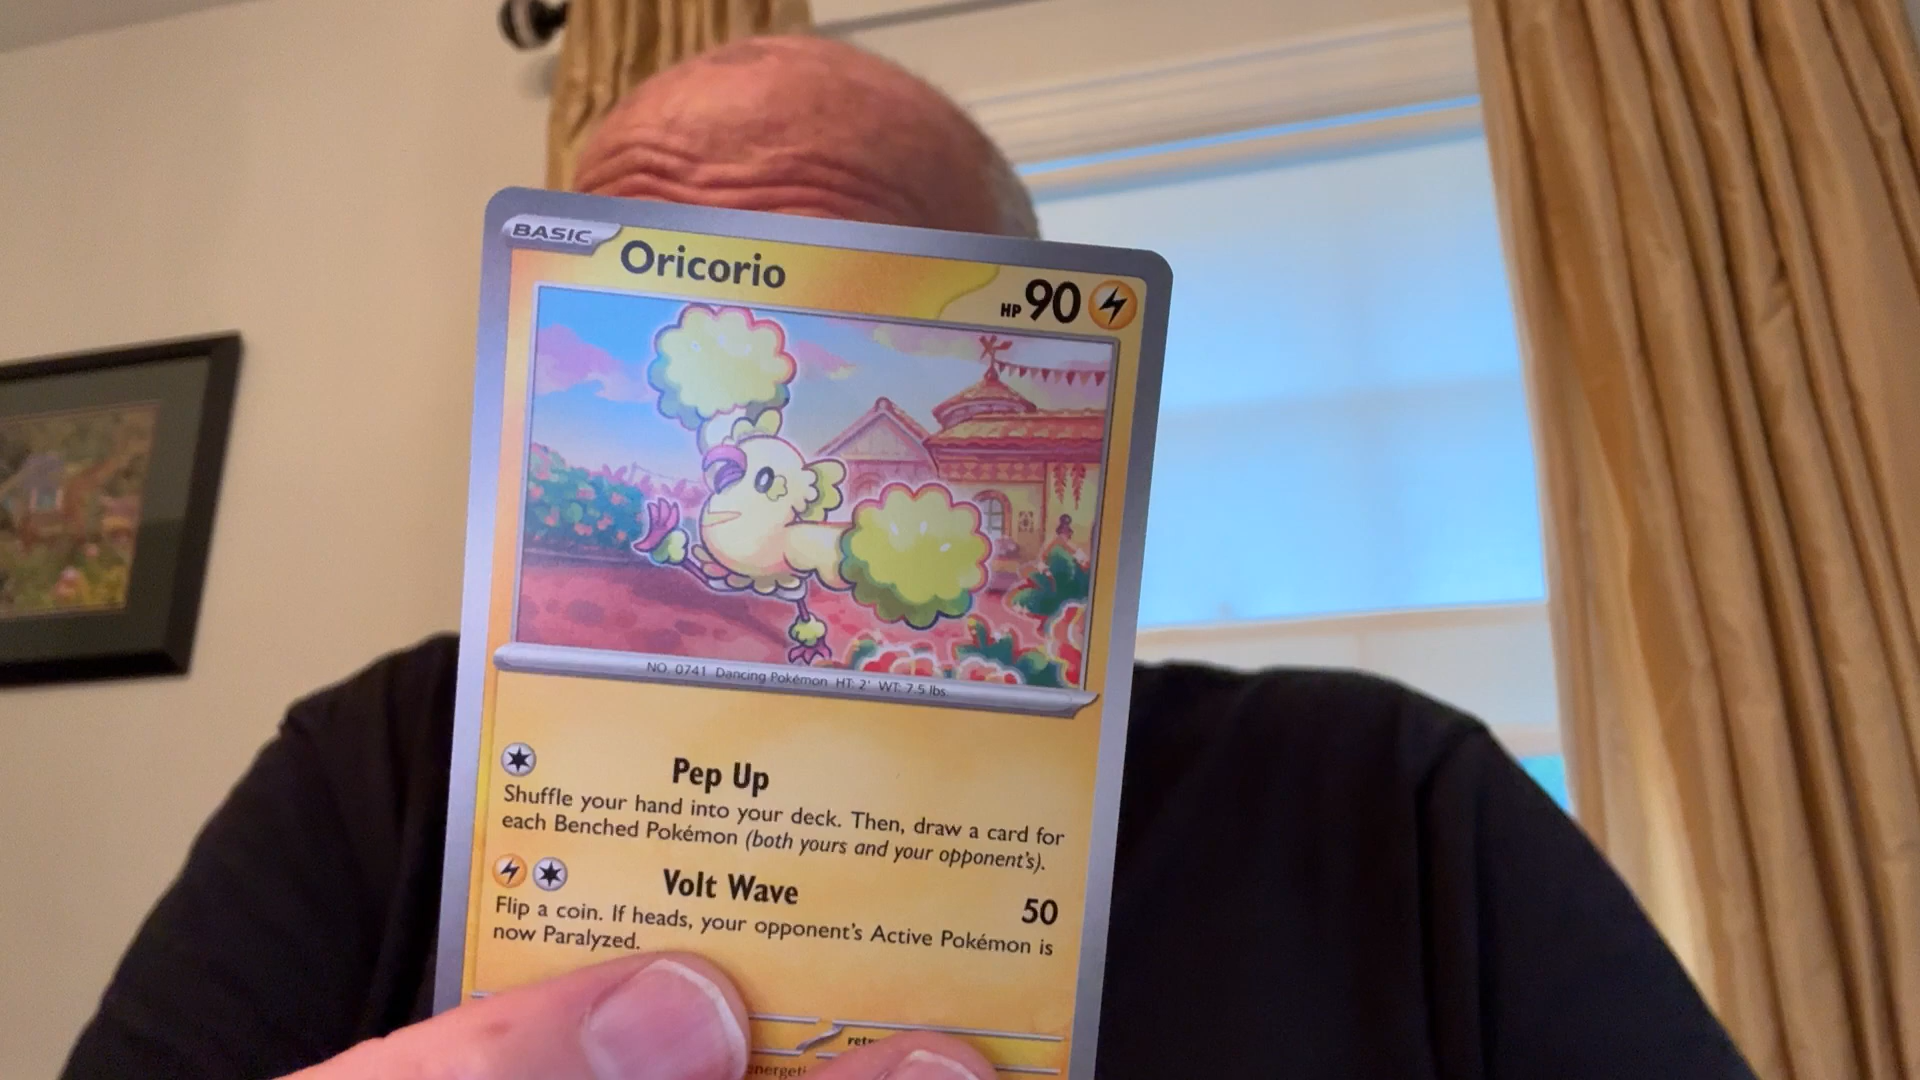 BASIC
Oricorio
HP 90
NO. 0741 Dancing Pokémon HT: 2' WT: 7.5 lbs.
Pep Up
Shuffle your hand into your deck. Then, draw a card for
each Benched Pokémon (both yours and your opponent's).
Volt Wave 50
Flip a coin. If heads, your opponent's Active Pokémon is
now Paralyzed.